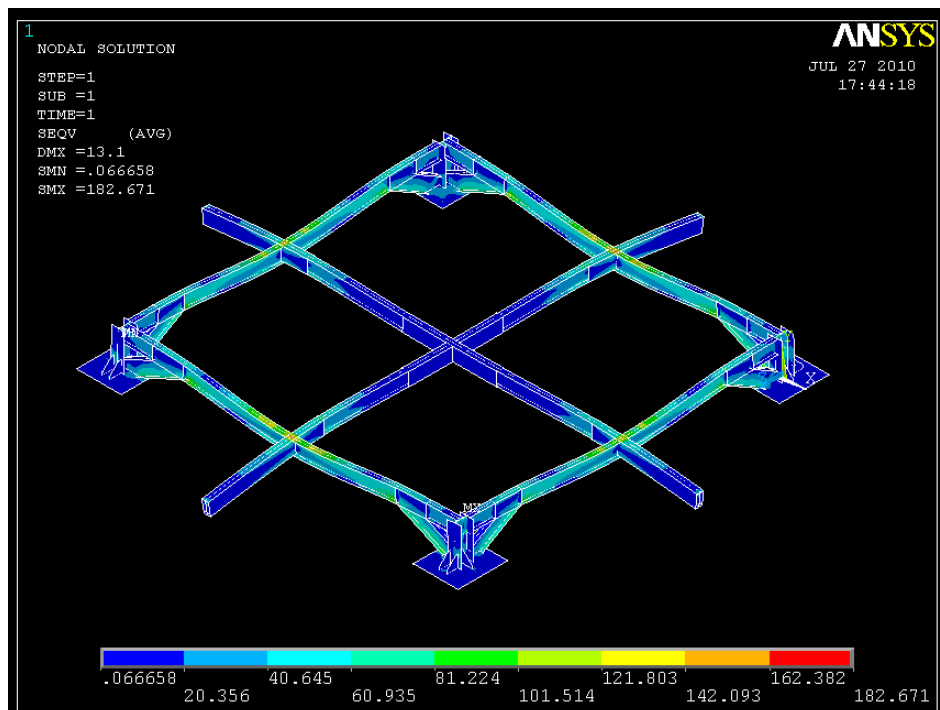 1
NODAL SOLUTION
STEP=1
SUB =1
TIME=1
SEQV (AVG)
DMX =13.1
SMN =.066658
SMX =182.671
ANSYS
JUL 27 2010
17:44:18
MN
X
MX
.066658 40.645 81.224 121.803 162.382
20.356 60.935 101.514 142.093 182.671